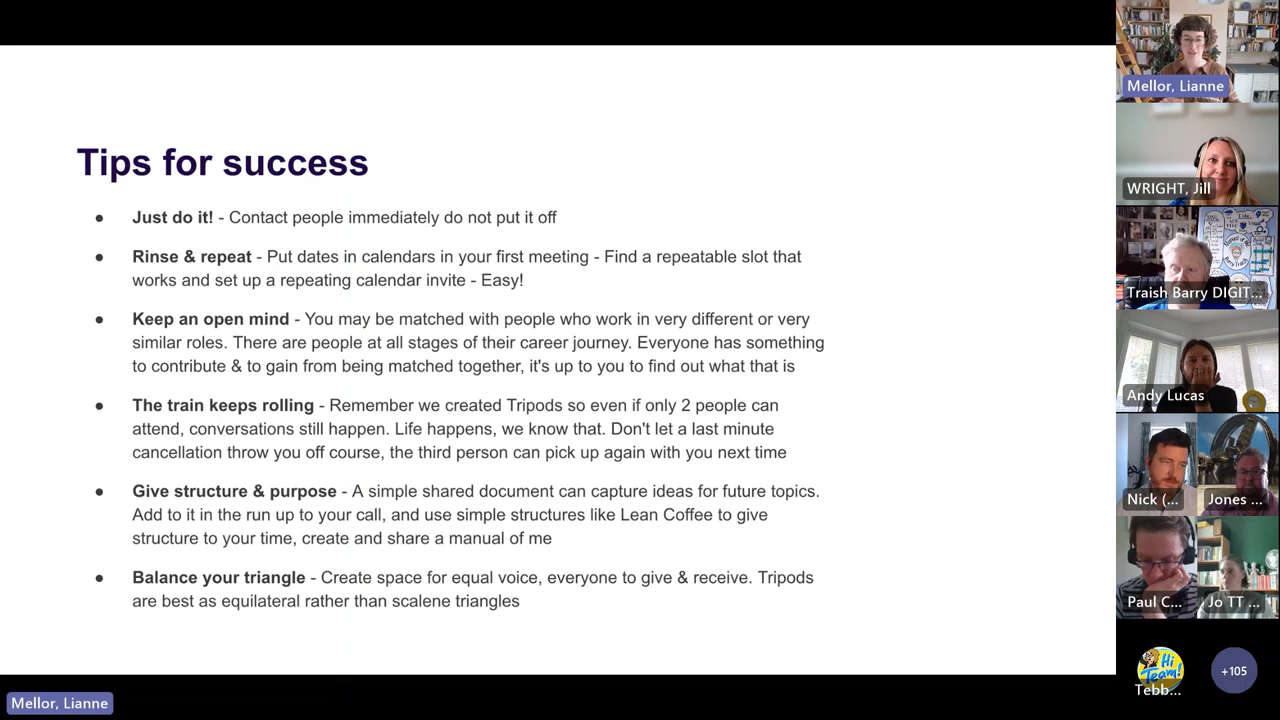 Tips for success
● Just do it! - Contact people immediately do not put it off
● Rinse & repeat - Put dates in calendars in your first meeting - Find a repeatable slot that
works and set up a repeating calendar invite - Easy!
● Keep an open mind - You may be matched with people who work in very different or very
similar roles. There are people at all stages of their career journey. Everyone has something
to contribute & to gain from being matched together, it's up to you to find out what that is
● The train keeps rolling - Remember we created Tripods so even if only 2 people can
attend, conversations still happen. Life happens, we know that. Don't let a last minute
cancellation throw you off course, the third person can pick up again with you next time
● Give structure & purpose - A simple shared document can capture ideas for future topics.
Add to it in the run up to your call, and use simple structures like Lean Coffee to give
structure to your time, create and share a manual of me
● Balance your triangle - Create space for equal voice, everyone to give & receive. Tripods
are best as equilateral rather than scalene triangles
Mellor, Lianne
WRIGHT, Jill
Traish Barry DIGIT...
Andy Lucas
Nick (...
Jones ...
Paul C...
Jo TT ...
Hi
Team!
Tebb...
+105
Mellor, Lianne